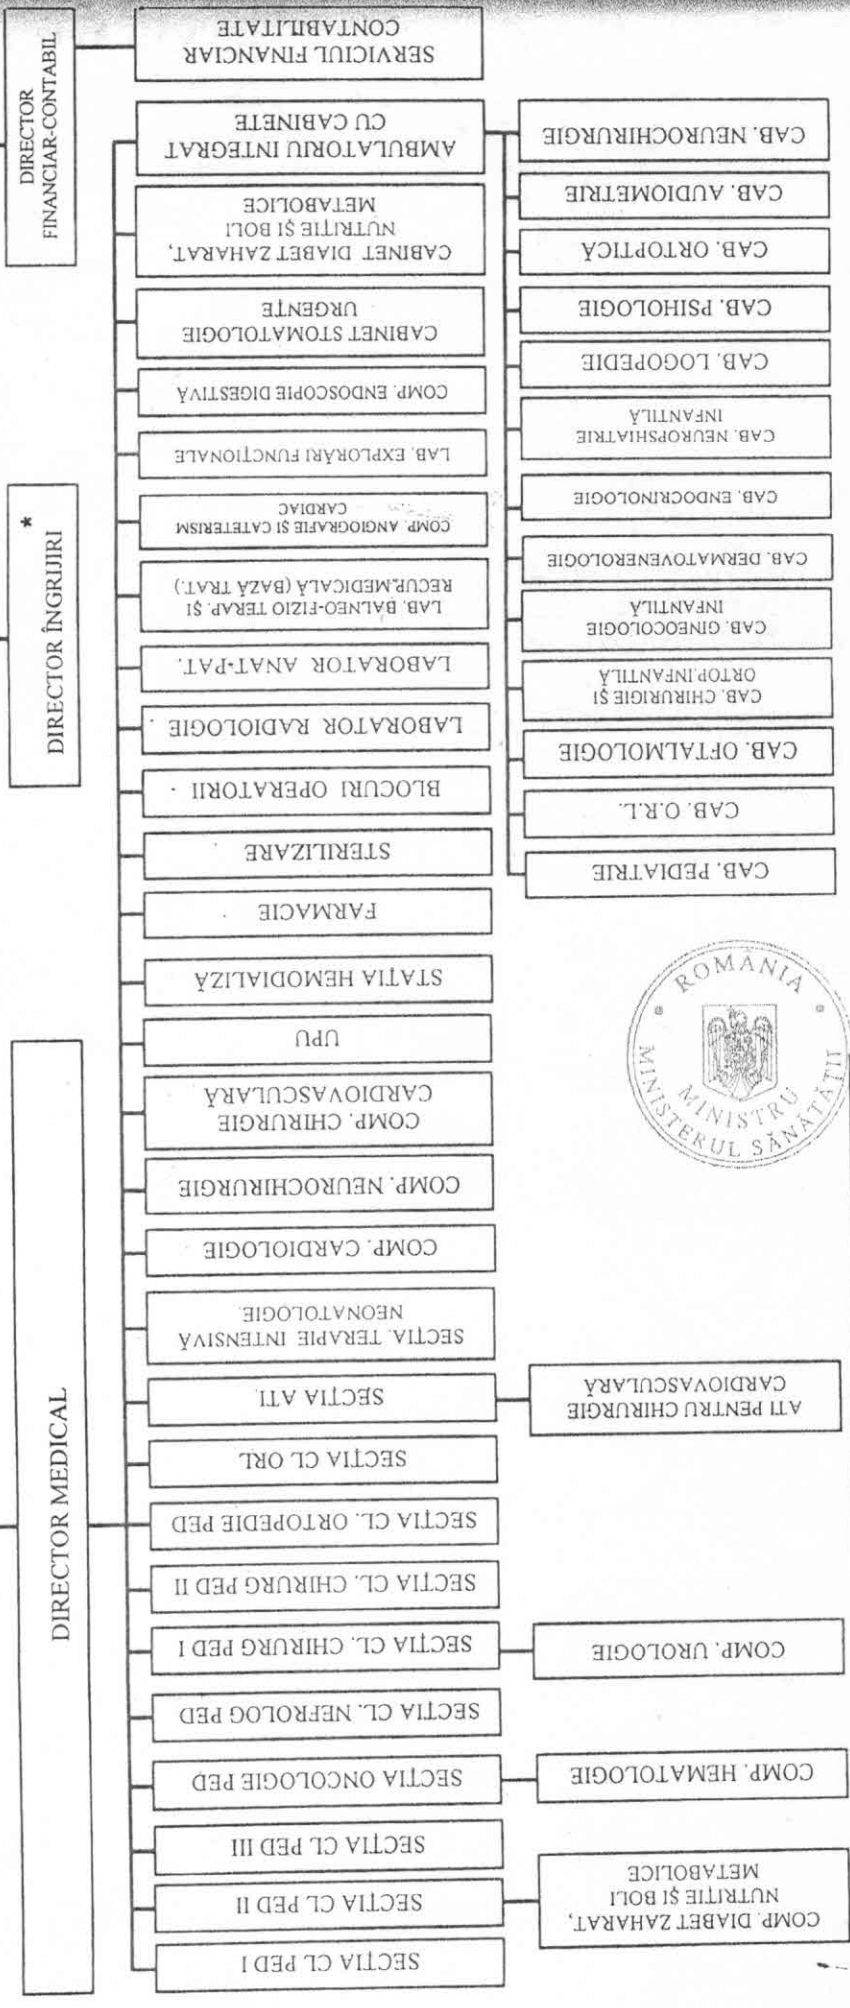 DIRECTOR MEDICAL
SECȚIA CL PED I
SECȚIA CL PED II
COMP. DIABET ZAHARAT,
NUTRIȚIE ȘI BOLI
METABOLICE
SECȚIA CL PED III
SECȚIA ONCOLOGIE PED
COMP. HEMATOLOGIE
SECȚIA CL. NEFROLOG PED
SECȚIA CL. CHIRURG PED I
COMP. UROLOGIE
SECȚIA CL. CHIRURG PED II
SECȚIA CL. ORTOPEDIE PED
SECȚIA CL ORL
SECȚIA ATI
ATI PENTRU CHIRURGIE
CARDIOVASCULARĂ
SECȚIA TERAPIE INTENSIVĂ
NEONATOLOGIE
COMP. CARDIOLOGIE
COMP. NEUROCHIRURGIE
COMP. CHIRURGIE
CARDIOVASCULARĂ
UPU
STAȚIA HEMODIALIZĂ
FARMACIE
STERILIZARE
BLOCURI OPERATORII
LABORATOR RADIOLOGIE
LABORATOR ANAT-PAT.
LAB. BALNEO-FIZIO TERAP. ȘI
RECUP.MEDICALĂ (BAZĂ TRAT.)
COMP. ANGIOGRAFIE ȘI CATETERISM
CARDIAC
LAB. EXPLORĂRI FUNCȚIONALE
COMP. ENDOSCOPIE DIGESTIVĂ
CABINET STOMATOLOGIE
URGENȚE
CABINET DIABET ZAHARAT,
NUTRIȚIE ȘI BOLI
METABOLICE
AMBULATORIU INTEGRAT
CU CABINETE
CAB. PEDIATRIE
CAB. O.R.L.
CAB. OFTALMOLOGIE
CAB. CHIRURGIE ȘI
ORTOP.INFANTILĂ
CAB. GINECOLOGIE
INFANTILĂ
CAB. DERMATOVENEROLOGIE
CAB. ENDOCRINOLOGIE
CAB. NEUROPSHIATRIE
INFANTILĂ
CAB. LOGOPEDIE
CAB. PSIHOLOGIE
CAB. ORTOPTICĂ
CAB. AUDIOMETRIE
CAB. NEUROCHIRURGIE
DIRECTOR ÎNGRIJIRI *
DIRECTOR
FINANCIAR-CONTABIL
SERVICIUL FINANCIAR
CONTABILITATE
ROMÂNIA
MINISTERUL SĂNĂTĂȚII
MINISTRU